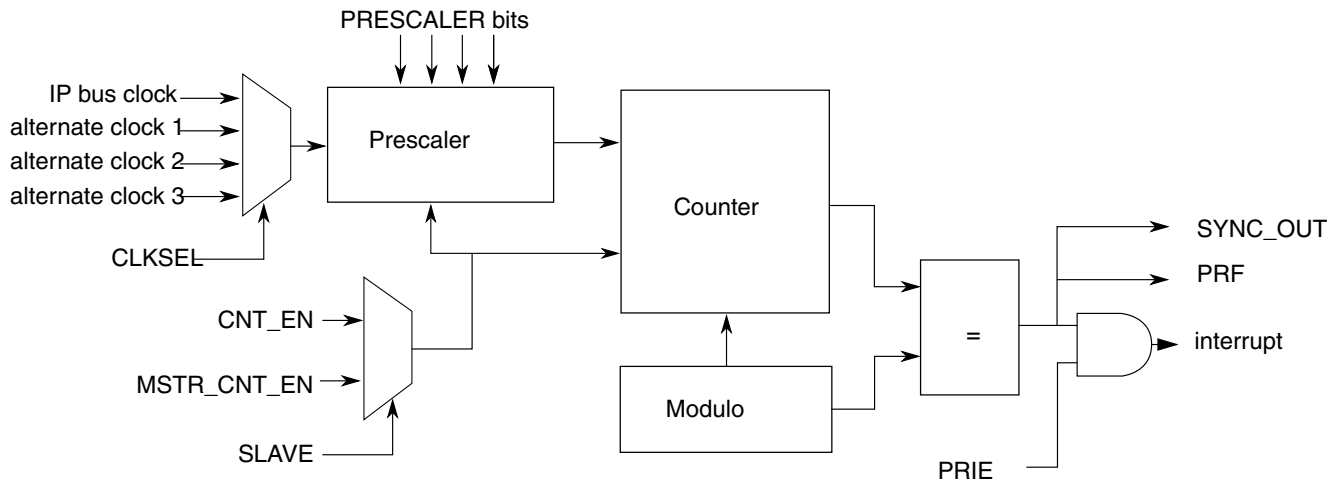 PRESCALER bits
IP bus clock
alternate clock 1
alternate clock 2
alternate clock 3
CLKSEL
Prescaler
Counter
SYNC_OUT
PRF
CNT_EN
MSTR_CNT_EN
SLAVE
Modulo
=
interrupt
PRIE